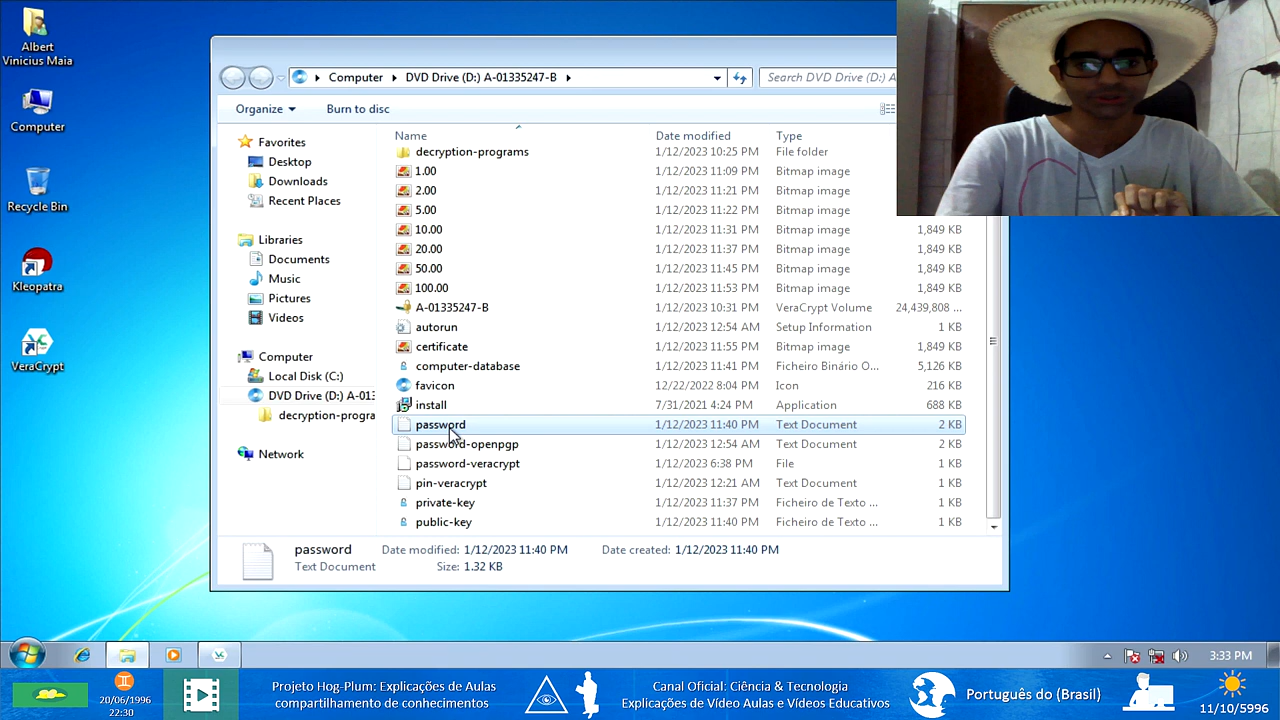 Albert
Vinicius Maia
Computer
Recycle Bin
Kleopatra
VeraCrypt
Computer
DVD Drive (D:) A-01335247-B
Search DVD Drive (D:) A
Organize
Burn to disc
Favorites
Desktop
Downloads
Recent Places
Libraries
Documents
Music
Pictures
Videos
Computer
Local Disk (C:)
DVD Drive (D:) A-013
decryption-progra
Network
Name Date modified Type
decryption-programs 1/12/2023 10:25 PM File folder
1.00 1/12/2023 11:09 PM Bitmap image
2.00 1/12/2023 11:21 PM Bitmap image
5.00 1/12/2023 11:22 PM Bitmap image
10.00 1/12/2023 11:31 PM Bitmap image 1,849 KB
20.00 1/12/2023 11:37 PM Bitmap image 1,849 KB
50.00 1/12/2023 11:45 PM Bitmap image 1,849 KB
100.00 1/12/2023 11:53 PM Bitmap image 1,849 KB
A-01335247-B 1/12/2023 10:31 PM VeraCrypt Volume 24,439,808 ...
autorun 1/12/2023 12:54 AM Setup Information 1 KB
certificate 1/12/2023 11:55 PM Bitmap image 1,849 KB
computer-database 1/12/2023 11:41 PM Ficheiro Binário O... 5,126 KB
favicon 12/22/2022 8:04 PM Icon 216 KB
install 7/31/2021 4:24 PM Application 688 KB
password 1/12/2023 11:40 PM Text Document 2 KB
password-openpgp 1/12/2023 12:54 AM Text Document 2 KB
password-veracrypt 1/12/2023 6:38 PM File 1 KB
pin-veracrypt 1/12/2023 12:21 AM Text Document 1 KB
private-key 1/12/2023 11:37 PM Ficheiro de Texto ... 1 KB
public-key 1/12/2023 11:40 PM Ficheiro de Texto ... 1 KB
password Date modified: 1/12/2023 11:40 PM Date created: 1/12/2023 11:40 PM
Text Document Size: 1.32 KB
3:33 PM
20/06/1996
22:30
Projeto Hog-Plum: Explicações de Aulas
compartilhamento de conhecimentos
Canal Oficial: Ciência & Tecnologia
Explicações de Vídeo Aulas e Vídeos Educativos
Português do (Brasil)
11/10/5996